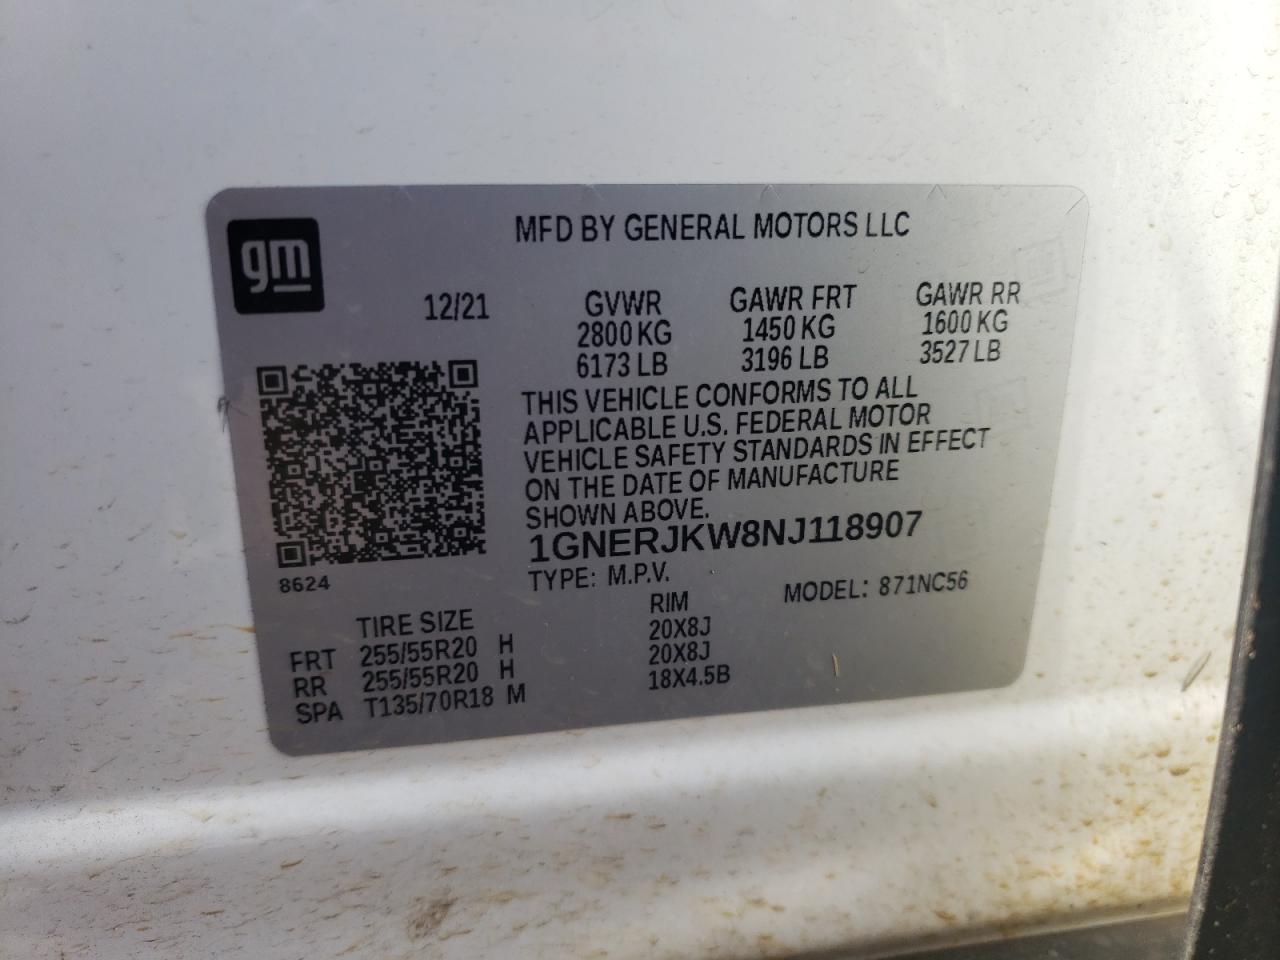 gm
MFD BY GENERAL MOTORS LLC
12/21 GVWR GAWR FRT GAWR RR
2800 KG 1450 KG 1600 KG
6173 LB 3196 LB 3527 LB
THIS VEHICLE CONFORMS TO ALL
APPLICABLE U.S. FEDERAL MOTOR
VEHICLE SAFETY STANDARDS IN EFFECT
ON THE DATE OF MANUFACTURE
SHOWN ABOVE.
1GNERJKW8NJ118907
8624
TYPE: M.P.V. MODEL: 871NC56
TIRE SIZE RIM
FRT 255/55R20 H 20X8J
RR 255/55R20 H 20X8J
SPA T135/70R18 M 18X4.5B